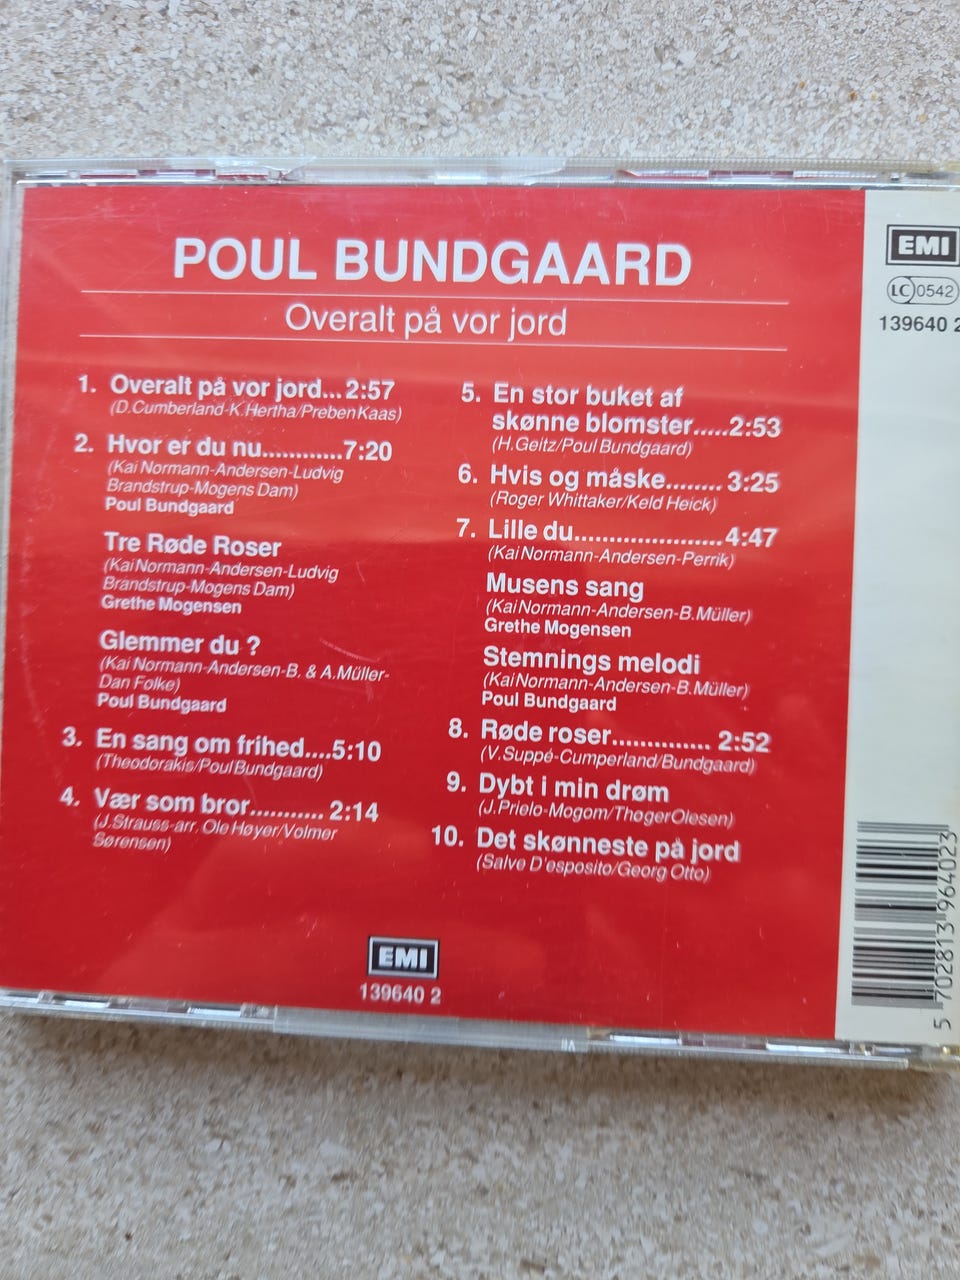 POUL BUNDGAARD
Overalt på vor jord
1. Overalt på vor jord...2:57
(D.Cumberland-K.Hertha/Preben Kaas)
2. Hvor er du nu............7:20
(Kai Normann-Andersen-Ludvig
Brandstrup-Mogens Dam)
Poul Bundgaard
Tre Røde Roser
(Kai Normann-Andersen-Ludvig
Brandstrup-Mogens Dam)
Grethe Mogensen
Glemmer du ?
(Kai Normann-Andersen-B. & A.Müller-
Dan Folke)
Poul Bundgaard
3. En sang om frihed....5:10
(Theodorakis/Poul Bundgaard)
4. Vær som bror........... 2:14
(J.Strauss-arr. Ole Høyer/Volmer
Sørensen)
5. En stor buket af
skønne blomster.....2:53
(H.Geitz/Poul Bundgaard)
6. Hvis og måske........ 3:25
(Roger Whittaker/Keld Heick)
7. Lille du.....................4:47
(Kai Normann-Andersen-Perrik)
Musens sang
(Kai Normann-Andersen-B.Müller)
Grethe Mogensen
Stemnings melodi
(Kai Normann-Andersen-B.Müller)
Poul Bundgaard
8. Røde roser.............. 2:52
(V.Suppé-Cumperland/Bundgaard)
9. Dybt i min drøm
(J.Prielo-Mogom/ThøgerOlesen)
10. Det skønneste på jord
(Salve D'esposito/Georg Otto)
EMI
139640 2
EMI
LC 0542
139640 2
5 702813 964023